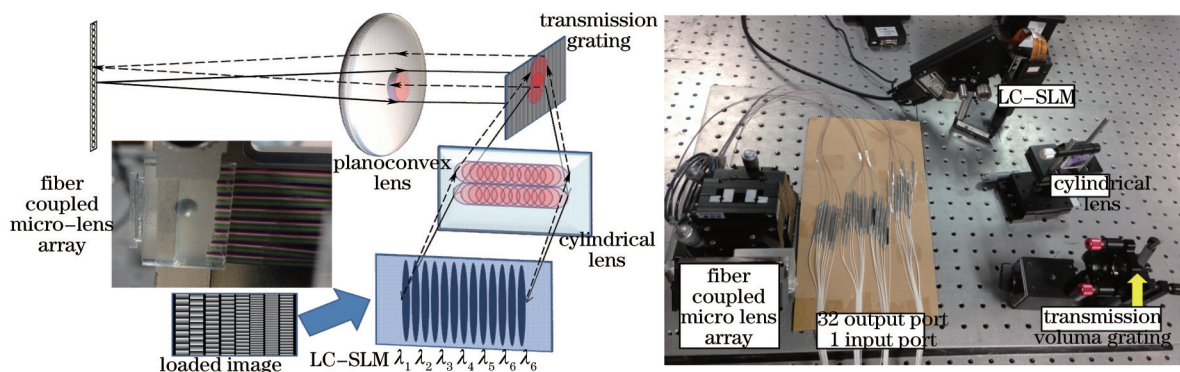 transmission
grating
planoconvex
lens
fiber
coupled
micro-lens
array
cylindrical
lens
loaded image
LC-SLM λ1 λ2 λ3 λ4 λ5 λ6 λ6
LC-SLM
cylindrical
lens
fiber
coupled
micro lens
array
32 output port
1 input port
transmission
voluma grating